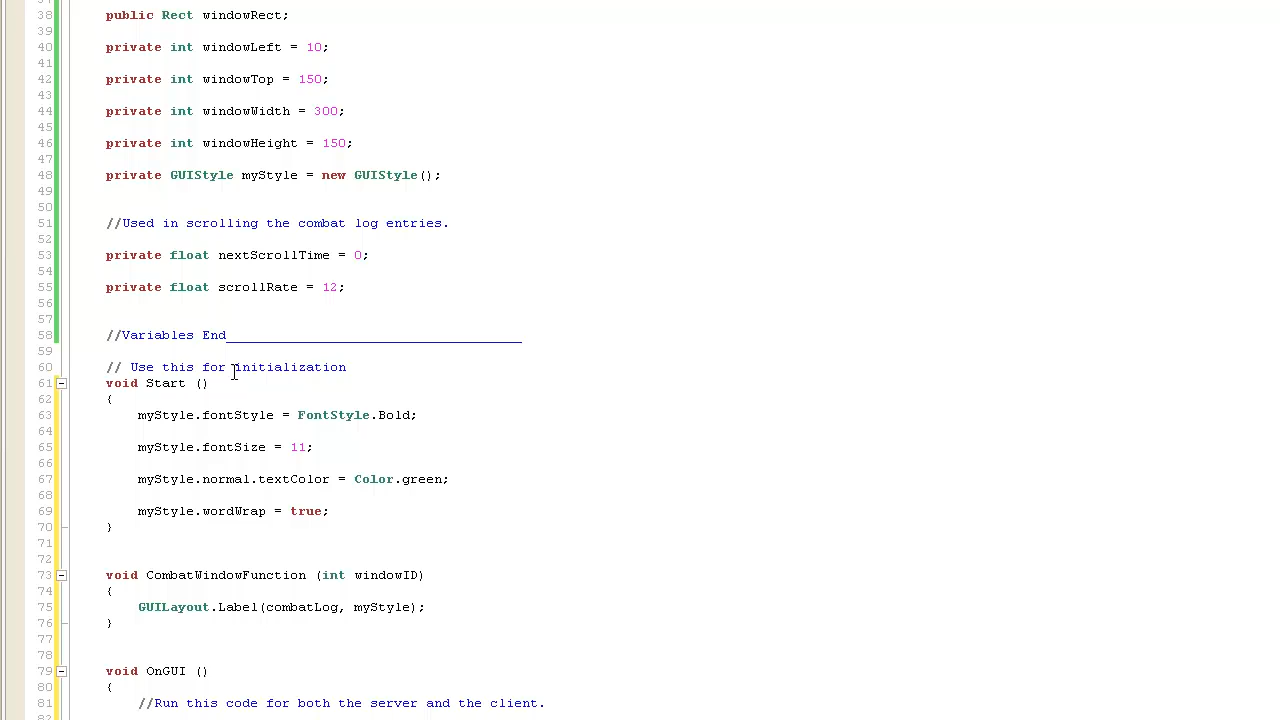 38 public Rect windowRect;
39
40 private int windowLeft = 10;
41
42 private int windowTop = 150;
43
44 private int windowWidth = 300;
45
46 private int windowHeight = 150;
47
48 private GUIStyle myStyle = new GUIStyle();
49
50
51 //Used in scrolling the combat log entries.
52
53 private float nextScrollTime = 0;
54
55 private float scrollRate = 12;
56
57
58 //Variables End_____________________________________
59
60 // Use this for initialization
61 void Start ()
62 {
63 myStyle.fontStyle = FontStyle.Bold;
64
65 myStyle.fontSize = 11;
66
67 myStyle.normal.textColor = Color.green;
68
69 myStyle.wordWrap = true;
70 }
71
72
73 void CombatWindowFunction (int windowID)
74 {
75 GUILayout.Label(combatLog, myStyle);
76 }
77
78
79 void OnGUI ()
80 {
81 //Run this code for both the server and the client.
82